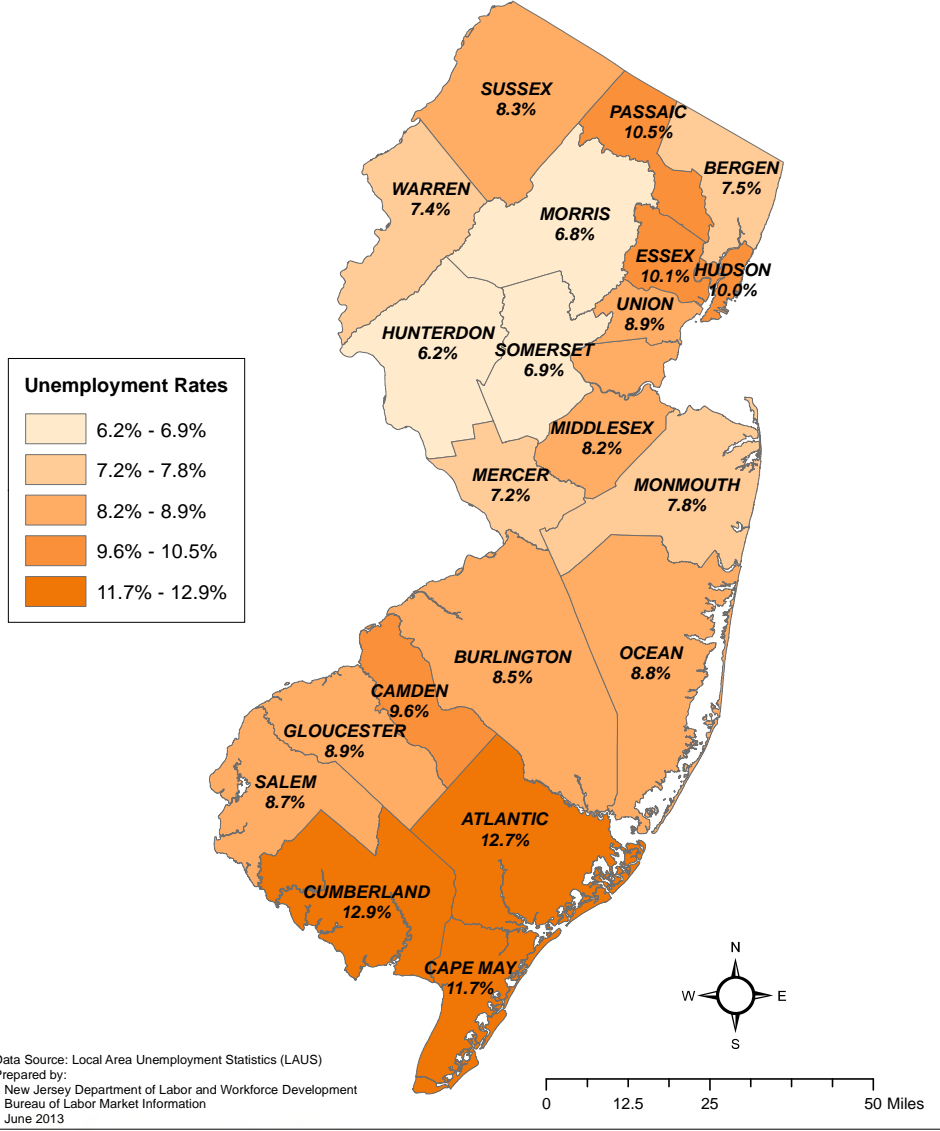 SUSSEX
8.3%
PASSAIC
10.5%
BERGEN
7.5%
WARREN
7.4%
MORRIS
6.8%
ESSEX
10.1%
HUDSON
10.0%
UNION
8.9%
HUNTERDON
6.2%
SOMERSET
6.9%
MIDDLESEX
8.2%
MERCER
7.2%
MONMOUTH
7.8%
Unemployment Rates
6.2% - 6.9%
7.2% - 7.8%
8.2% - 8.9%
9.6% - 10.5%
11.7% - 12.9%
BURLINGTON
8.5%
OCEAN
8.8%
CAMDEN
9.6%
GLOUCESTER
8.9%
SALEM
8.7%
ATLANTIC
12.7%
CUMBERLAND
12.9%
CAPE MAY
11.7%
N
W E
S
Data Source: Local Area Unemployment Statistics (LAUS)
Prepared by:
New Jersey Department of Labor and Workforce Development
Bureau of Labor Market Information
June 2013
0 12.5 25 50 Miles